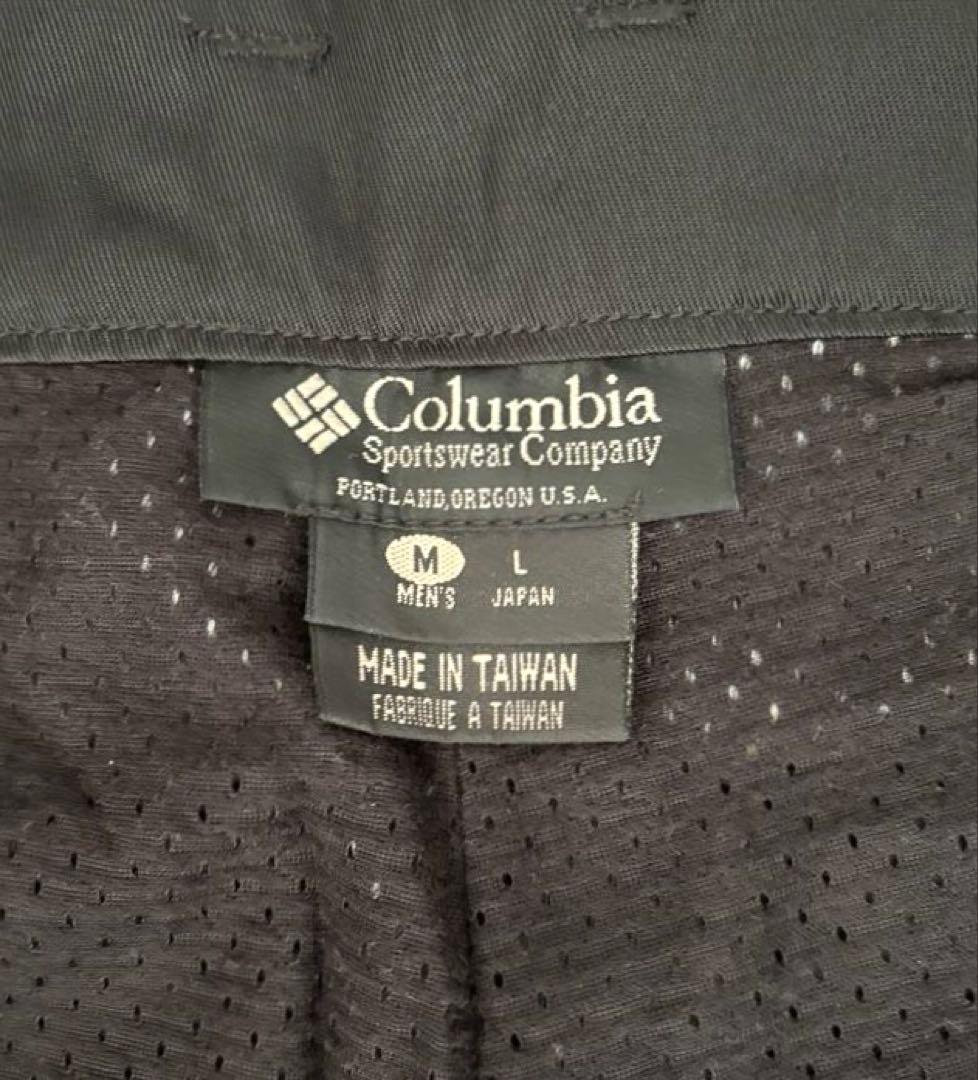 Columbia
Sportswear Company
PORTLAND, OREGON U.S.A.
M L
MEN'S JAPAN
MADE IN TAIWAN
FABRIQUE A TAIWAN